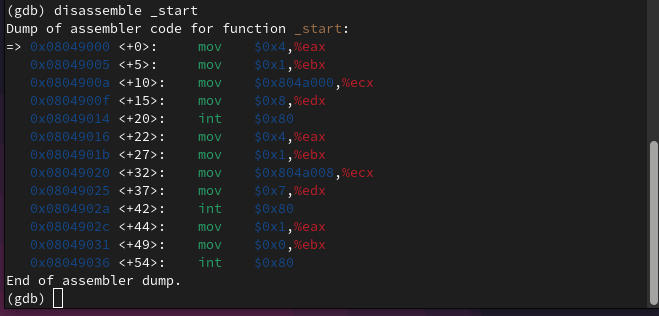 (gdb) disassemble _start
Dump of assembler code for function _start:
=> 0x08049000 <+0>:     mov    $0x4,%eax
   0x08049005 <+5>:     mov    $0x1,%ebx
   0x0804900a <+10>:    mov    $0x804a000,%ecx
   0x0804900f <+15>:    mov    $0x8,%edx
   0x08049014 <+20>:    int    $0x80
   0x08049016 <+22>:    mov    $0x4,%eax
   0x0804901b <+27>:    mov    $0x1,%ebx
   0x08049020 <+32>:    mov    $0x804a008,%ecx
   0x08049025 <+37>:    mov    $0x7,%edx
   0x0804902a <+42>:    int    $0x80
   0x0804902c <+44>:    mov    $0x1,%eax
   0x08049031 <+49>:    mov    $0x0,%ebx
   0x08049036 <+54>:    int    $0x80
End of assembler dump.
(gdb)